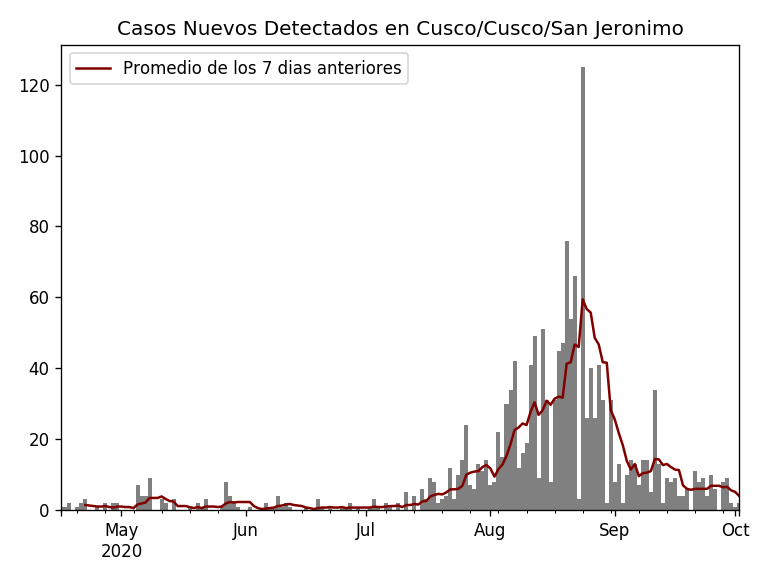 Casos Nuevos Detectados en Cusco/Cusco/San Jeronimo
Promedio de los 7 dias anteriores
120
100
80
60
40
20
0
May Jun Jul Aug Sep Oct
2020